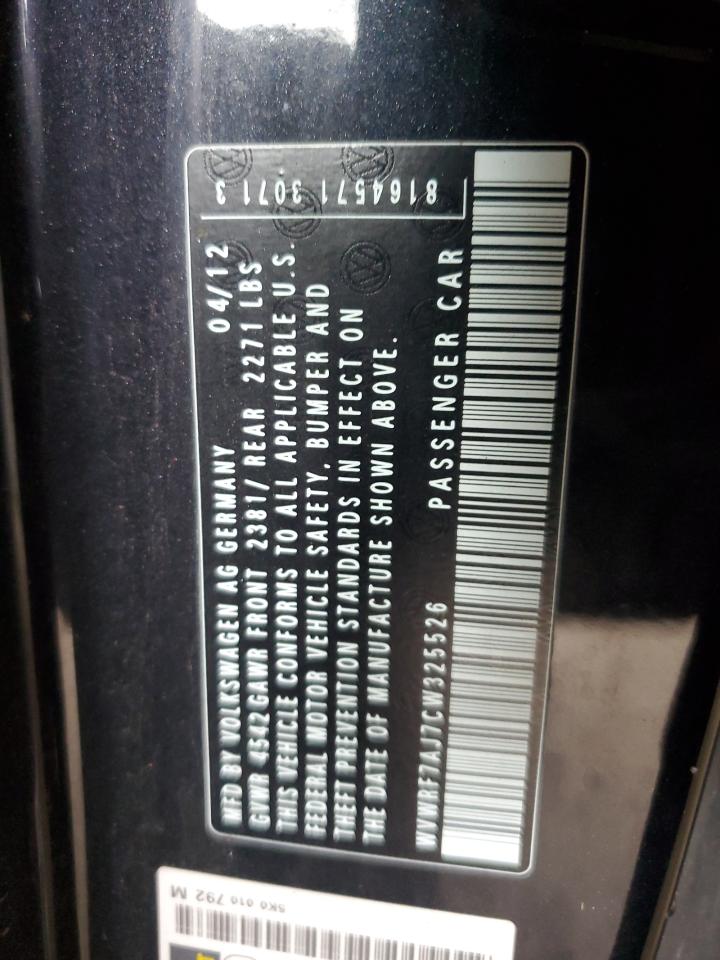 MFD BY VOLKSWAGEN AG GERMANY 04/12
GVWR 4542 GAWR FRONT 2381/ REAR 2271 LBS
THIS VEHICLE CONFORMS TO ALL APPLICABLE U.S.
FEDERAL MOTOR VEHICLE SAFETY, BUMPER AND
THEFT PREVENTION STANDARDS IN EFFECT ON
THE DATE OF MANUFACTURE SHOWN ABOVE.
WVWRF7AJ7CW325526 PASSENGER CAR
8164571 3071 3
5K0 010 792 M